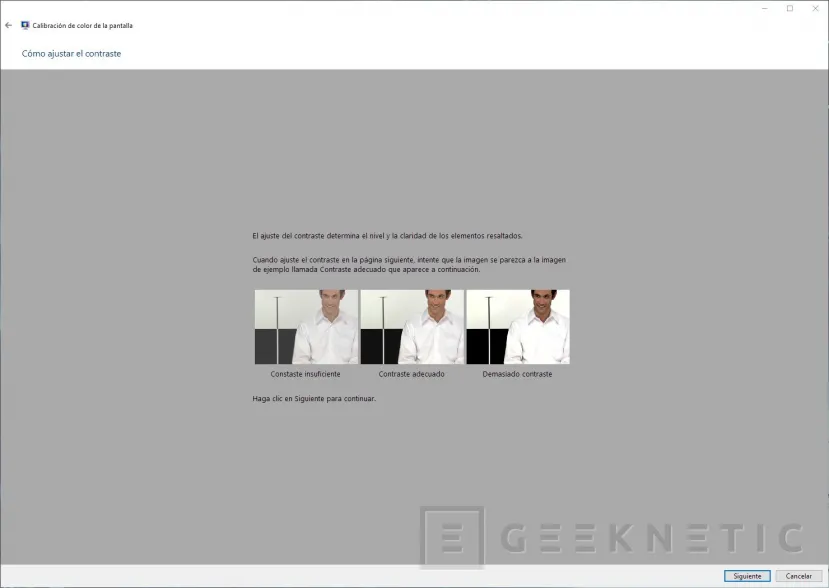 Calibración de color de la pantalla
Cómo ajustar el contraste
El ajuste del contraste determina el nivel y la claridad de los elementos resaltados.
Cuando ajuste el contraste en la página siguiente, intente que la imagen se parezca a la imagen
de ejemplo llamada Contraste adecuado que aparece a continuación.
Constaste insuficiente
Contraste adecuado
Demasiado contraste
Haga clic en Siguiente para continuar.
GEEKNETIC
Siguiente
Cancelar